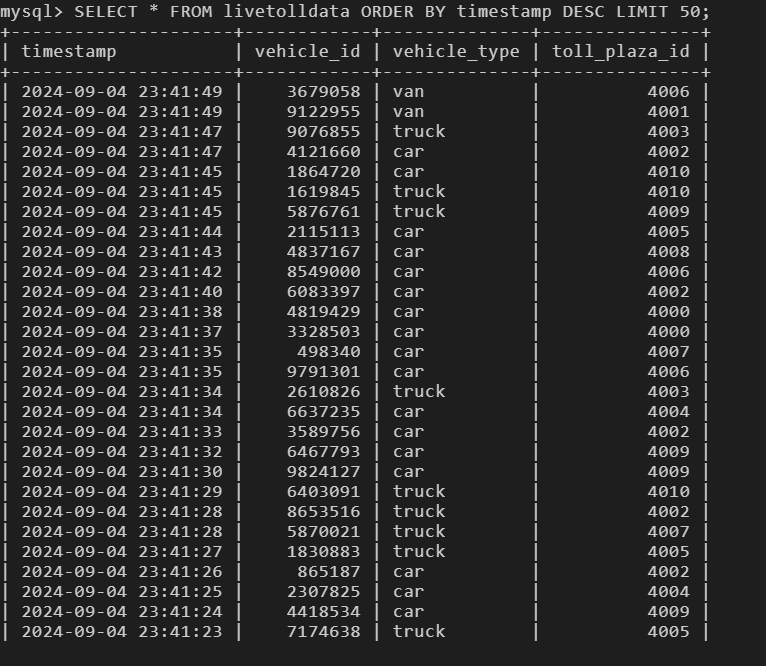 mysql> SELECT * FROM livetolldata ORDER BY timestamp DESC LIMIT 50;
+---------------------+------------+--------------+---------------+
| timestamp           | vehicle_id | vehicle_type | toll_plaza_id |
+---------------------+------------+--------------+---------------+
| 2024-09-04 23:41:49 |    3679058 | van          |          4006 |
| 2024-09-04 23:41:49 |    9122955 | van          |          4001 |
| 2024-09-04 23:41:47 |    9076855 | truck        |          4003 |
| 2024-09-04 23:41:47 |    4121660 | car          |          4002 |
| 2024-09-04 23:41:45 |    1864720 | car          |          4010 |
| 2024-09-04 23:41:45 |    1619845 | truck        |          4010 |
| 2024-09-04 23:41:45 |    5876761 | truck        |          4009 |
| 2024-09-04 23:41:44 |    2115113 | car          |          4005 |
| 2024-09-04 23:41:43 |    4837167 | car          |          4008 |
| 2024-09-04 23:41:42 |    8549000 | car          |          4006 |
| 2024-09-04 23:41:40 |    6083397 | car          |          4002 |
| 2024-09-04 23:41:38 |    4819429 | car          |          4000 |
| 2024-09-04 23:41:37 |    3328503 | car          |          4000 |
| 2024-09-04 23:41:35 |     498340 | car          |          4007 |
| 2024-09-04 23:41:35 |    9791301 | car          |          4006 |
| 2024-09-04 23:41:34 |    2610826 | truck        |          4003 |
| 2024-09-04 23:41:34 |    6637235 | car          |          4004 |
| 2024-09-04 23:41:33 |    3589756 | car          |          4002 |
| 2024-09-04 23:41:32 |    6467793 | car          |          4009 |
| 2024-09-04 23:41:30 |    9824127 | car          |          4009 |
| 2024-09-04 23:41:29 |    6403091 | truck        |          4010 |
| 2024-09-04 23:41:28 |    8653516 | truck        |          4002 |
| 2024-09-04 23:41:28 |    5870021 | truck        |          4007 |
| 2024-09-04 23:41:27 |    1830883 | truck        |          4005 |
| 2024-09-04 23:41:26 |     865187 | car          |          4002 |
| 2024-09-04 23:41:25 |    2307825 | car          |          4004 |
| 2024-09-04 23:41:24 |    4418534 | car          |          4009 |
| 2024-09-04 23:41:23 |    7174638 | truck        |          4005 |